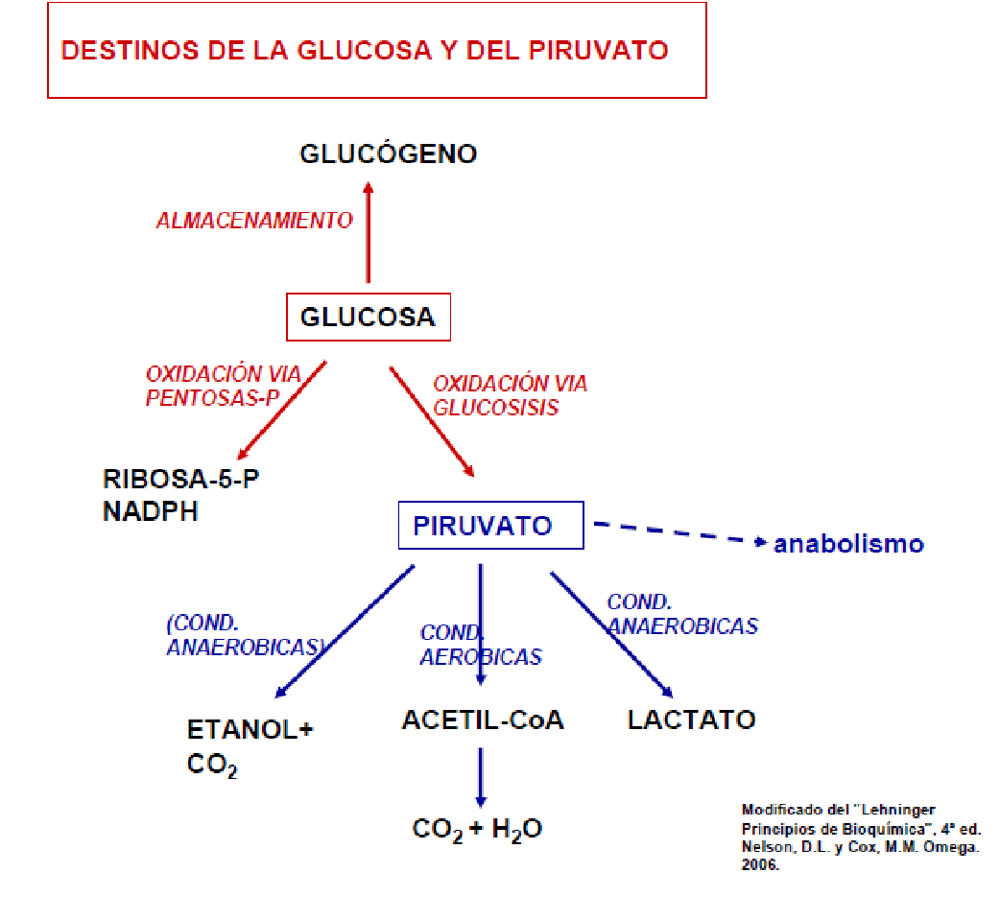 DESTINOS DE LA GLUCOSA Y DEL PIRUVATO
GLUCÓGENO
ALMACENAMIENTO
GLUCOSA
OXIDACIÓN VIA
PENTOSAS-P
OXIDACIÓN VIA
GLUCOSISIS
RIBOSA-5-P
NADPH
PIRUVATO
anabolismo
(COND.
ANAEROBICAS)
COND.
AEROBICAS
COND.
ANAEROBICAS
ETANOL+
CO₂
ACETIL-CoA
LACTATO
CO₂ + H₂O
Modificado del "Lehninger
Principios de Bioquímica", 4ª ed.
Nelson, D.L. y Cox, M.M. Omega.
2006.